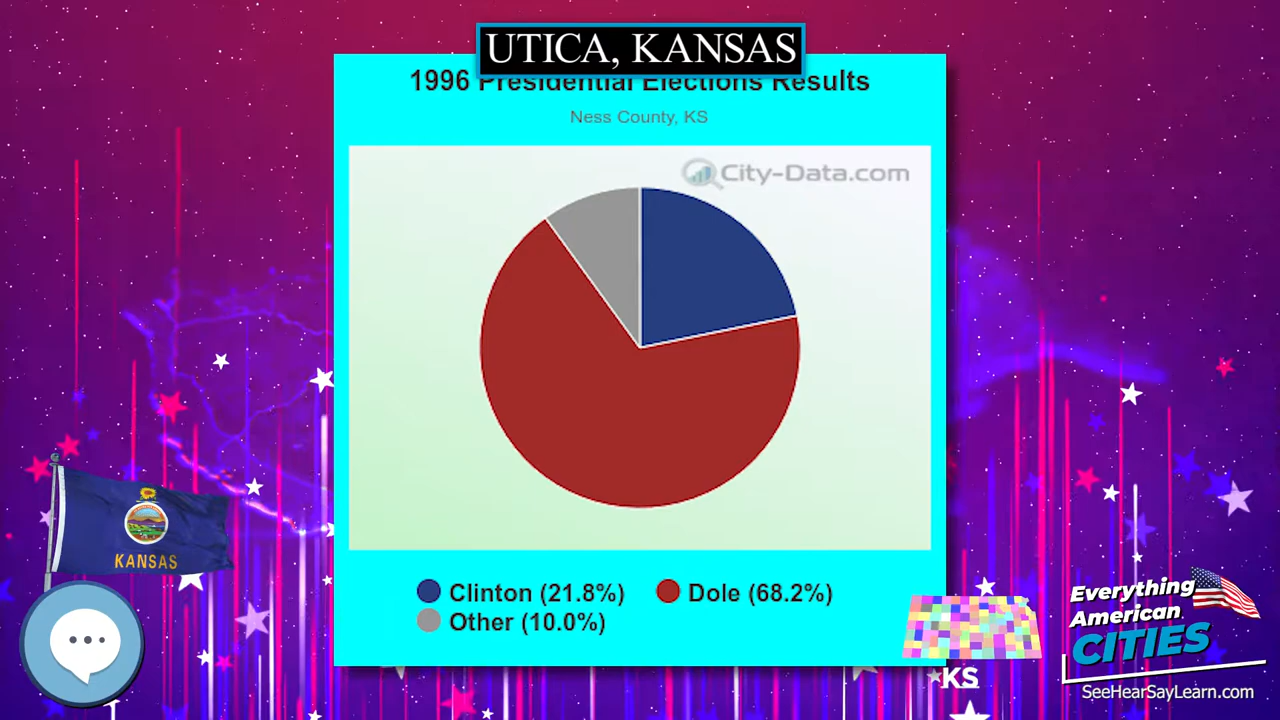 UTICA, KANSAS
1996 Presidential Elections Results
Ness County, KS
City-Data.com
Clinton (21.8%)
Dole (68.2%)
Other (10.0%)
KANSAS
KS
Everything
American
CITIES
SeeHearSayLearn.com